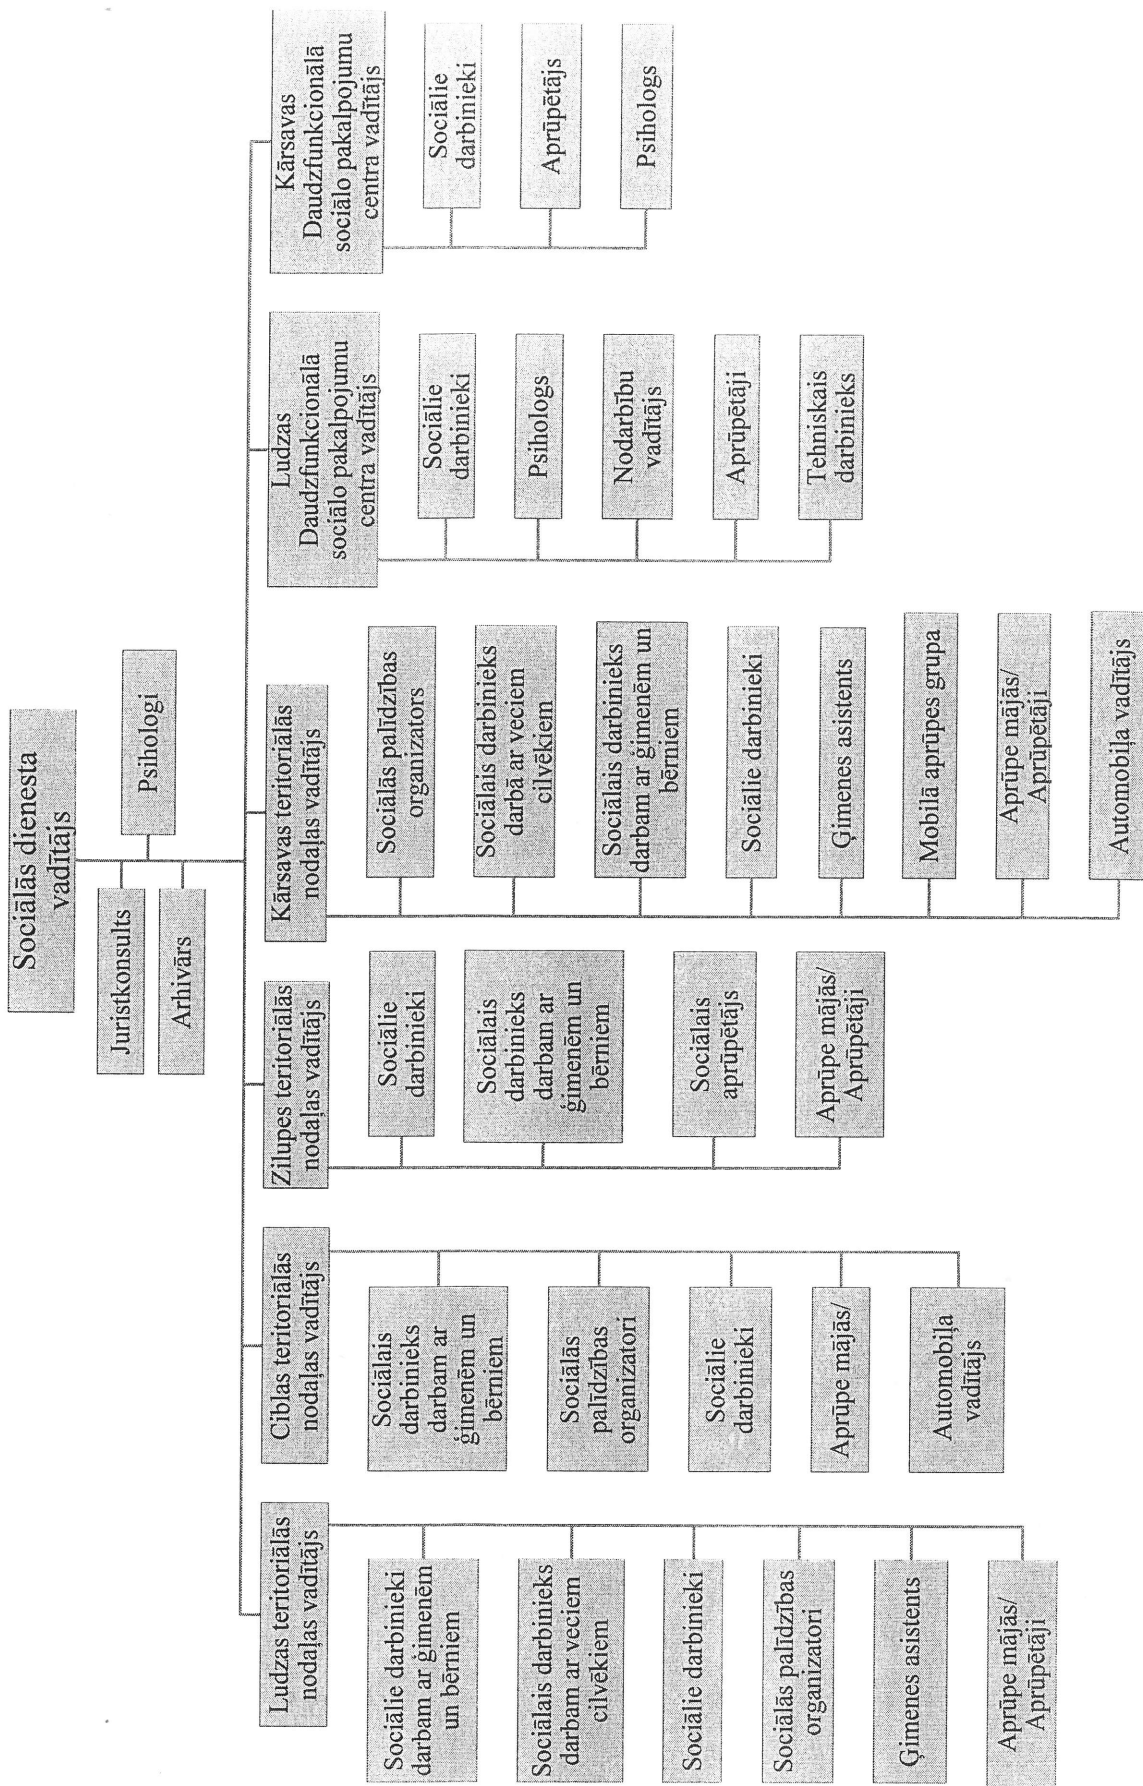 Sociālās dienesta
vadītājs
Juristkonsults
Psihologi
Arhivārs
Ludzas teritoriālās
nodaļas vadītājs
Sociālie darbinieki
darbam ar ģimenēm
un bērniem
Sociālais darbinieks
darbam ar veciem
cilvēkiem
Sociālie darbinieki
Sociālās palīdzības
organizatori
Ģimenes asistents
Aprūpe mājās/
Aprūpētāji
Ciblas teritoriālās
nodaļas vadītājs
Sociālais
darbinieks
darbam ar
ģimenēm un
bērniem
Sociālās
palīdzības
organizatori
Sociālie
darbinieki
Aprūpe mājās/
Automobiļa
vadītājs
Zilupes teritoriālās
nodaļas vadītājs
Sociālie
darbinieki
Sociālais
darbinieks
darbam ar
ģimenēm un
bērniem
Sociālais
aprūpētājs
Aprūpe mājās/
Aprūpētāji
Kārsavas teritoriālās
nodaļas vadītājs
Sociālās palīdzības
organizators
Sociālais darbinieks
darbā ar veciem
cilvēkiem
Sociālais darbinieks
darbam ar ģimenēm un
bērniem
Sociālie darbinieki
Ģimenes asistents
Mobilā aprūpes grupa
Aprūpe mājās/
Aprūpētāji
Automobiļa vadītājs
Ludzas
Daudzfunkcionālā
sociālo pakalpojumu
centra vadītājs
Sociālie
darbinieki
Psihologs
Nodarbību
vadītājs
Aprūpētāji
Tehniskais
darbinieks
Kārsavas
Daudzfunkcionālā
sociālo pakalpojumu
centra vadītājs
Sociālie
darbinieki
Aprūpētājs
Psihologs